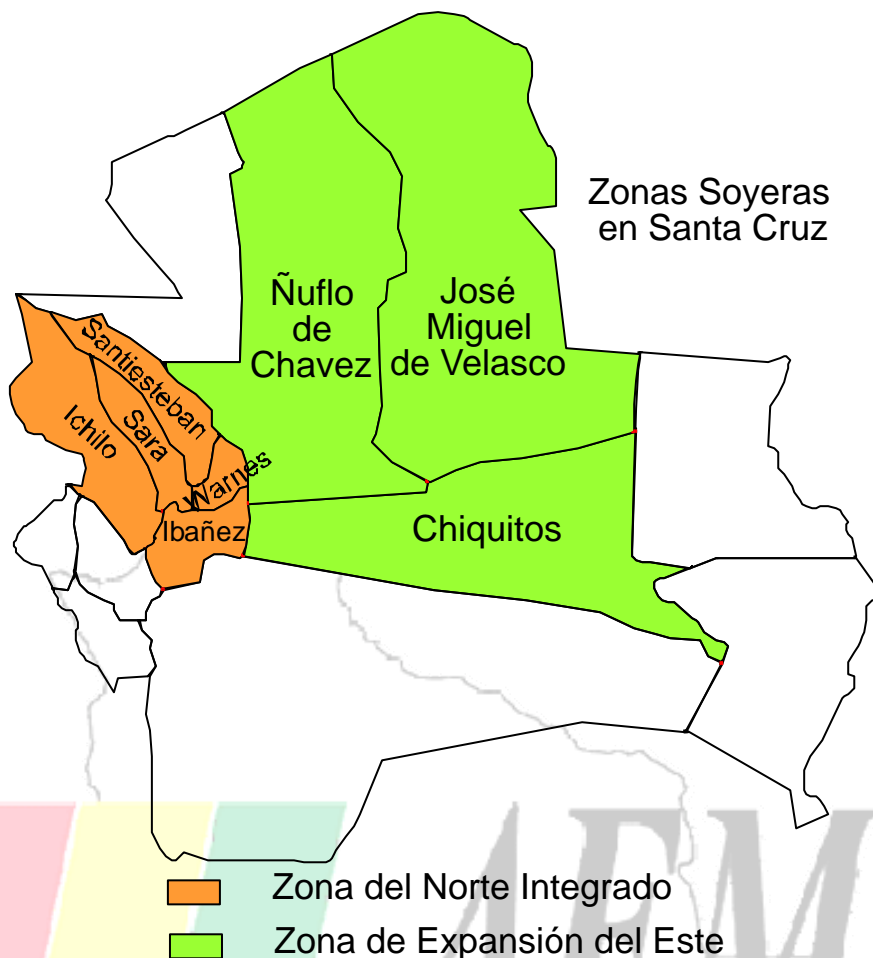 Zonas Soyeras
en Santa Cruz
Ñuflo
de
Chavez
José
Miguel
de Velasco
Santiesteban
Sara
Ichilo
Warnes
Ibañez
Chiquitos
Zona del Norte Integrado
Zona de Expansión del Este